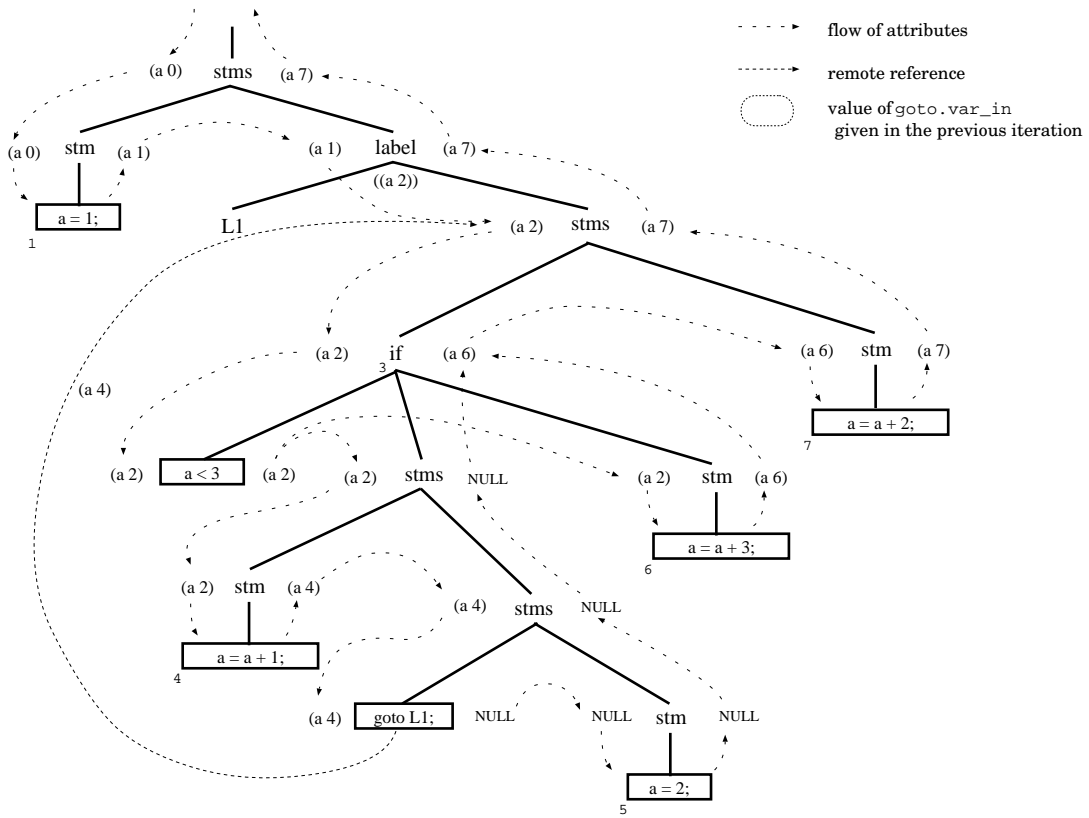 flow of attributes
remote reference
value of goto.var_in
given in the previous iteration
(a 0) stms (a 7)
(a 0) stm (a 1) (a 1) label (a 7)
((a 2))
a = 1;
1
L1
(a 2) stms (a 7)
(a 2) if (a 6) (a 6) stm (a 7)
3
(a 4)
a = a + 2;
7
(a 2) a < 3 (a 2) (a 2) stms NULL (a 2) stm (a 6)
a = a + 3;
6
(a 2) stm (a 4) (a 4) stms NULL
a = a + 1;
4
(a 4) goto L1; NULL NULL stm NULL
a = 2;
5